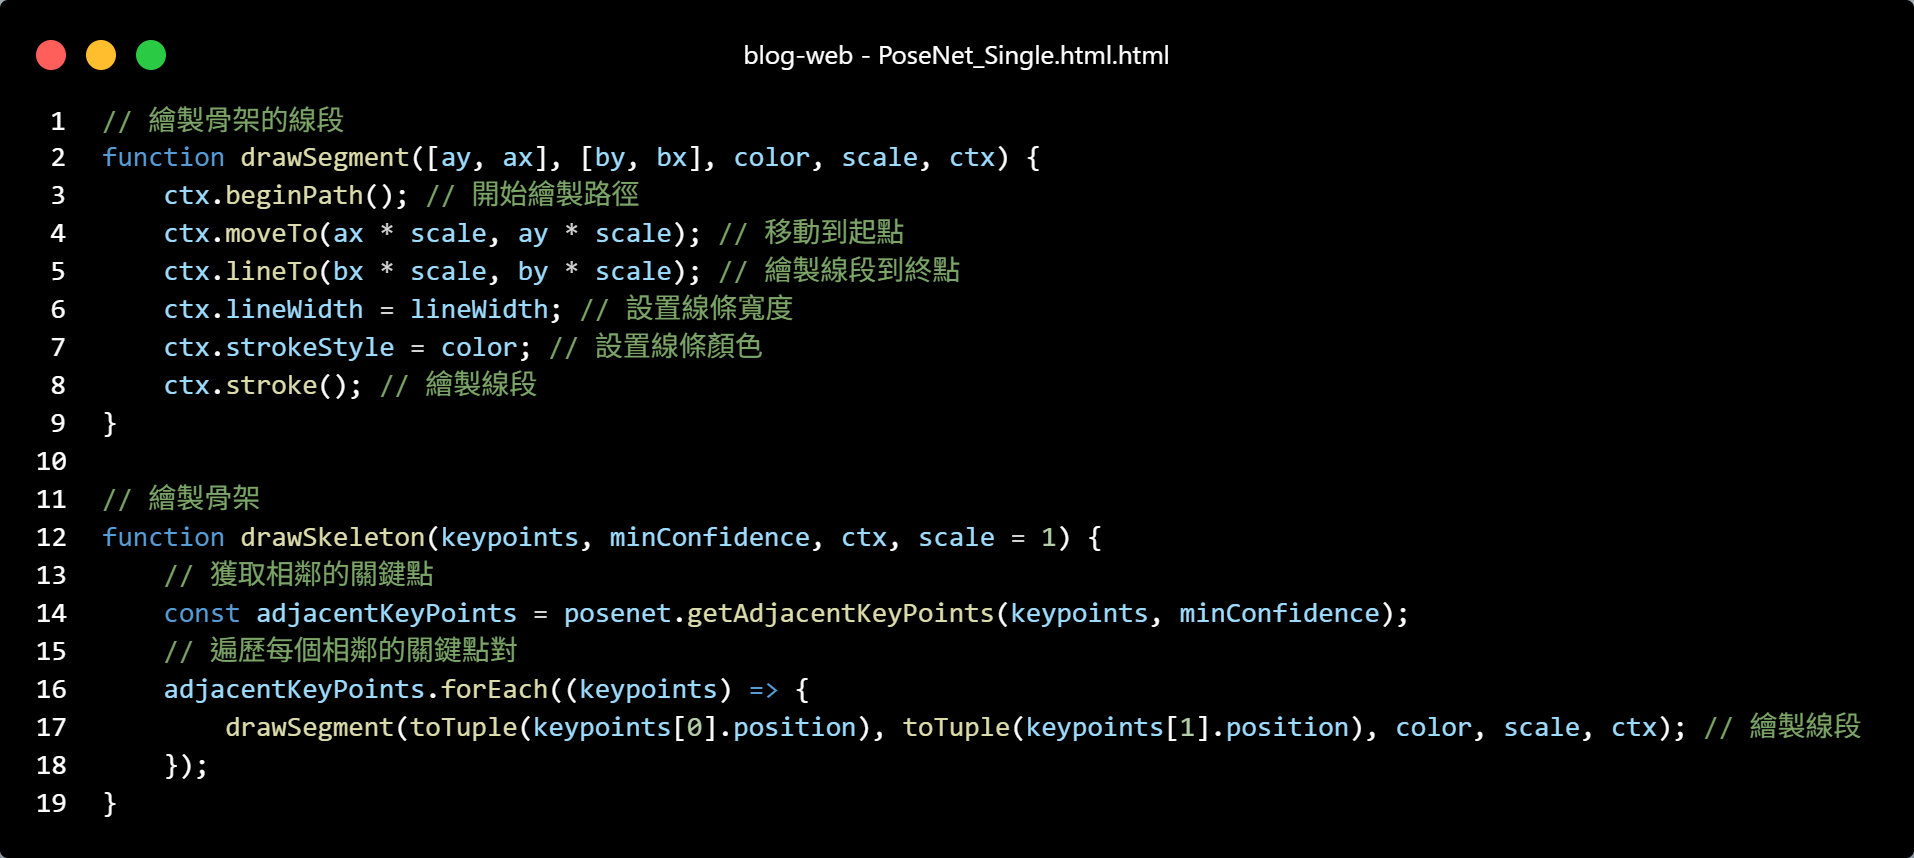 blog-web - PoseNet_Single.html.html
1 // 繪製骨架的線段
2 function drawSegment([ay, ax], [by, bx], color, scale, ctx) {
3     ctx.beginPath(); // 開始繪製路徑
4     ctx.moveTo(ax * scale, ay * scale); // 移動到起點
5     ctx.lineTo(bx * scale, by * scale); // 繪製線段到終點
6     ctx.lineWidth = lineWidth; // 設置線條寬度
7     ctx.strokeStyle = color; // 設置線條顏色
8     ctx.stroke(); // 繪製線段
9 }
10
11 // 繪製骨架
12 function drawSkeleton(keypoints, minConfidence, ctx, scale = 1) {
13     // 獲取相鄰的關鍵點
14     const adjacentKeyPoints = posenet.getAdjacentKeyPoints(keypoints, minConfidence);
15     // 遍歷每個相鄰的關鍵點對
16     adjacentKeyPoints.forEach((keypoints) => {
17         drawSegment(toTuple(keypoints[0].position), toTuple(keypoints[1].position), color, scale, ctx); // 繪製線段
18     });
19 }